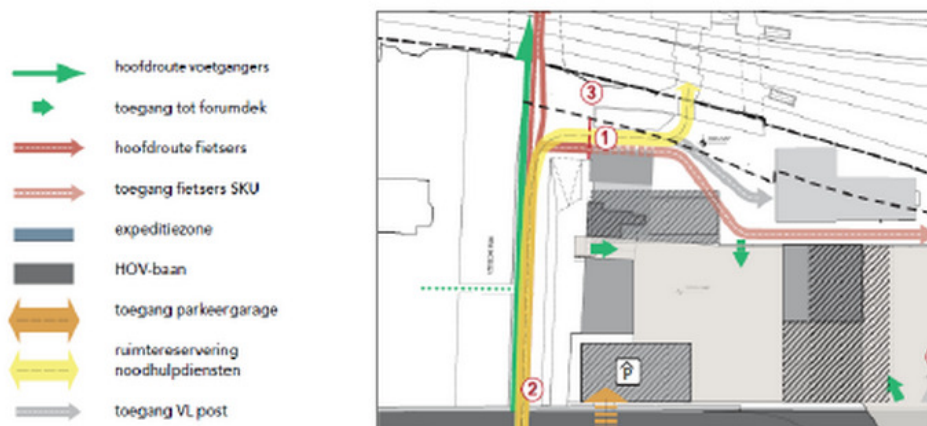 hoofdroute voetgangers
toegang tot forumdek
hoofdroute fietsers
toegang fietsers SKU
expeditiezone
HOV-baan
toegang parkeergarage
ruimtereservering
noodhulpdiensten
toegang VL post
3
1
2
P